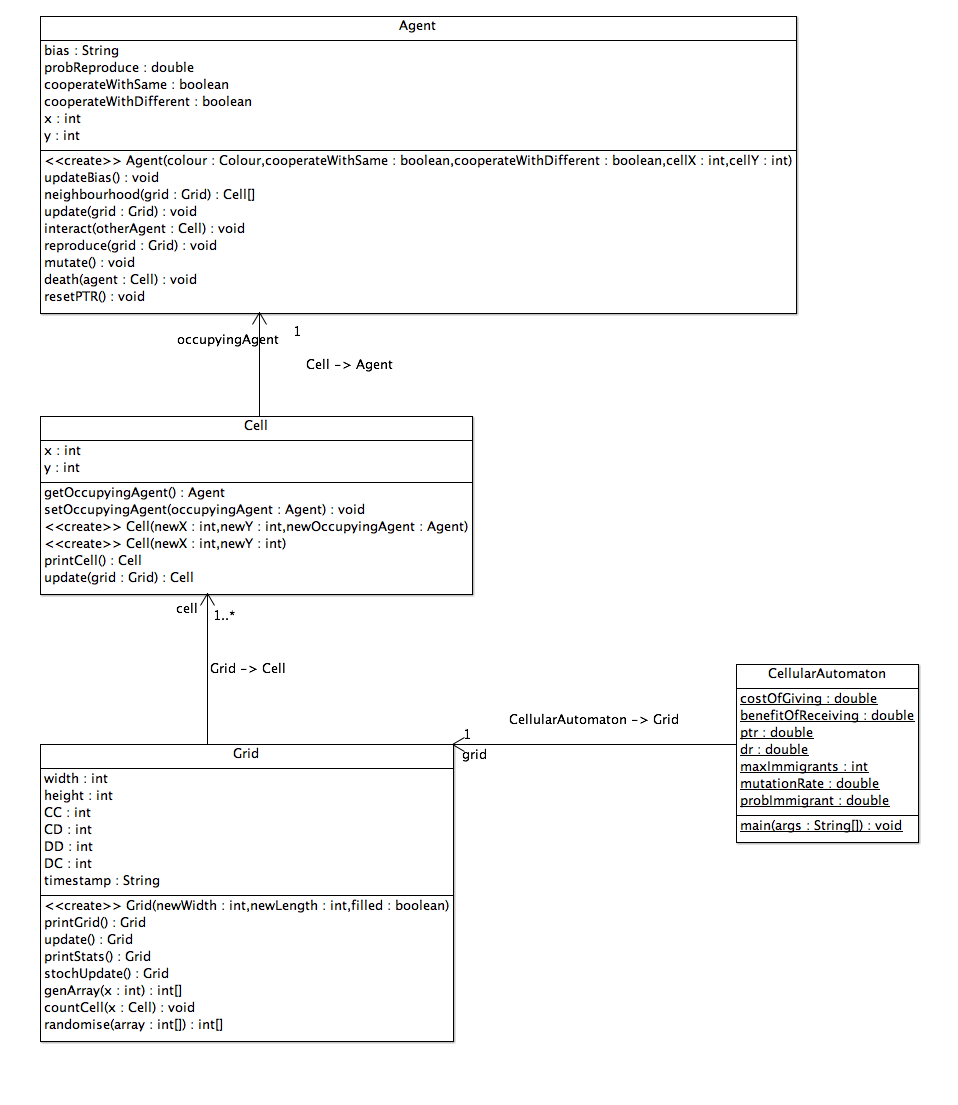 Agent
bias : String
probReproduce : double
cooperateWithSame : boolean
cooperateWithDifferent : boolean
x : int
y : int
<<create>> Agent(colour : Colour,cooperateWithSame : boolean,cooperateWithDifferent : boolean,cellX : int,cellY : int)
updateBias() : void
neighbourhood(grid : Grid) : Cell[]
update(grid : Grid) : void
interact(otherAgent : Cell) : void
reproduce(grid : Grid) : void
mutate() : void
death(agent : Cell) : void
resetPTR() : void
1
occupyingAgent
Cell -> Agent
Cell
x : int
y : int
getOccupyingAgent() : Agent
setOccupyingAgent(occupyingAgent : Agent) : void
<<create>> Cell(newX : int,newY : int,newOccupyingAgent : Agent)
<<create>> Cell(newX : int,newY : int)
printCell() : Cell
update(grid : Grid) : Cell
cell
1..*
Grid -> Cell
CellularAutomaton
costOfGiving : double
benefitOfReceiving : double
ptr : double
dr : double
maxImmigrants : int
mutationRate : double
probImmigrant : double
main(args : String[]) : void
CellularAutomaton -> Grid
1
grid
Grid
width : int
height : int
CC : int
CD : int
DD : int
DC : int
timestamp : String
<<create>> Grid(newWidth : int,newLength : int,filled : boolean)
printGrid() : Grid
update() : Grid
printStats() : Grid
stochUpdate() : Grid
genArray(x : int) : int[]
countCell(x : Cell) : void
randomise(array : int[]) : int[]